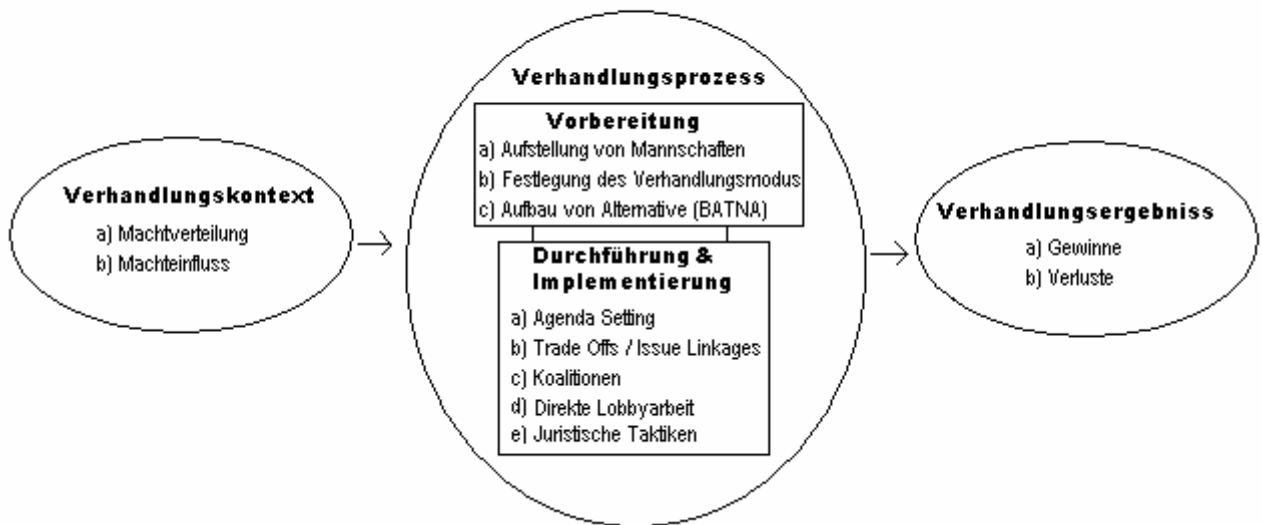 Verhandlungskontext
a) Machtverteilung
b) Machteinfluss
Verhandlungsprozess
Vorbereitung
a) Aufstellung von Mannschaften
b) Festlegung des Verhandlungsmodus
c) Aufbau von Alternative (BATNA)
Durchführung &
Implementierung
a) Agenda Setting
b) Trade Offs / Issue Linkages
c) Koalitionen
d) Direkte Lobbyarbeit
e) Juristische Taktiken
Verhandlungsergebniss
a) Gewinne
b) Verluste